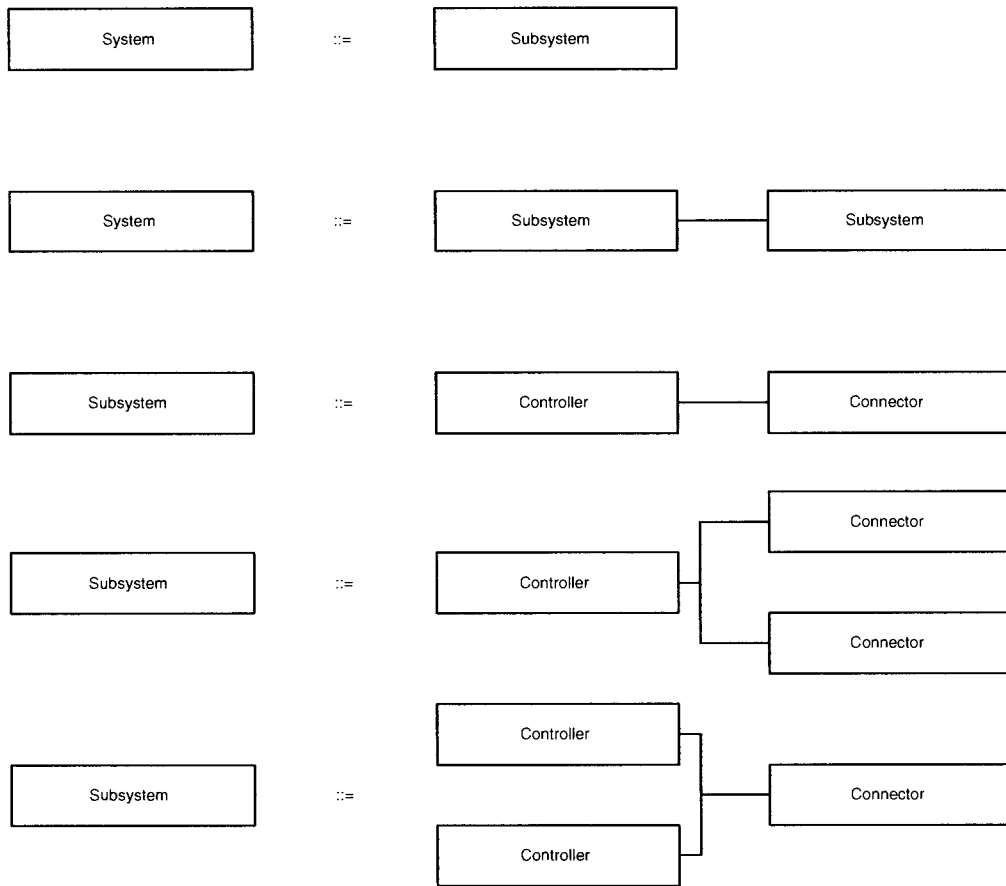 System ::= Subsystem
System ::= Subsystem Subsystem
Subsystem ::= Controller Connector
Connector
Subsystem ::= Controller
Connector
Controller
Subsystem ::= Connector
Controller